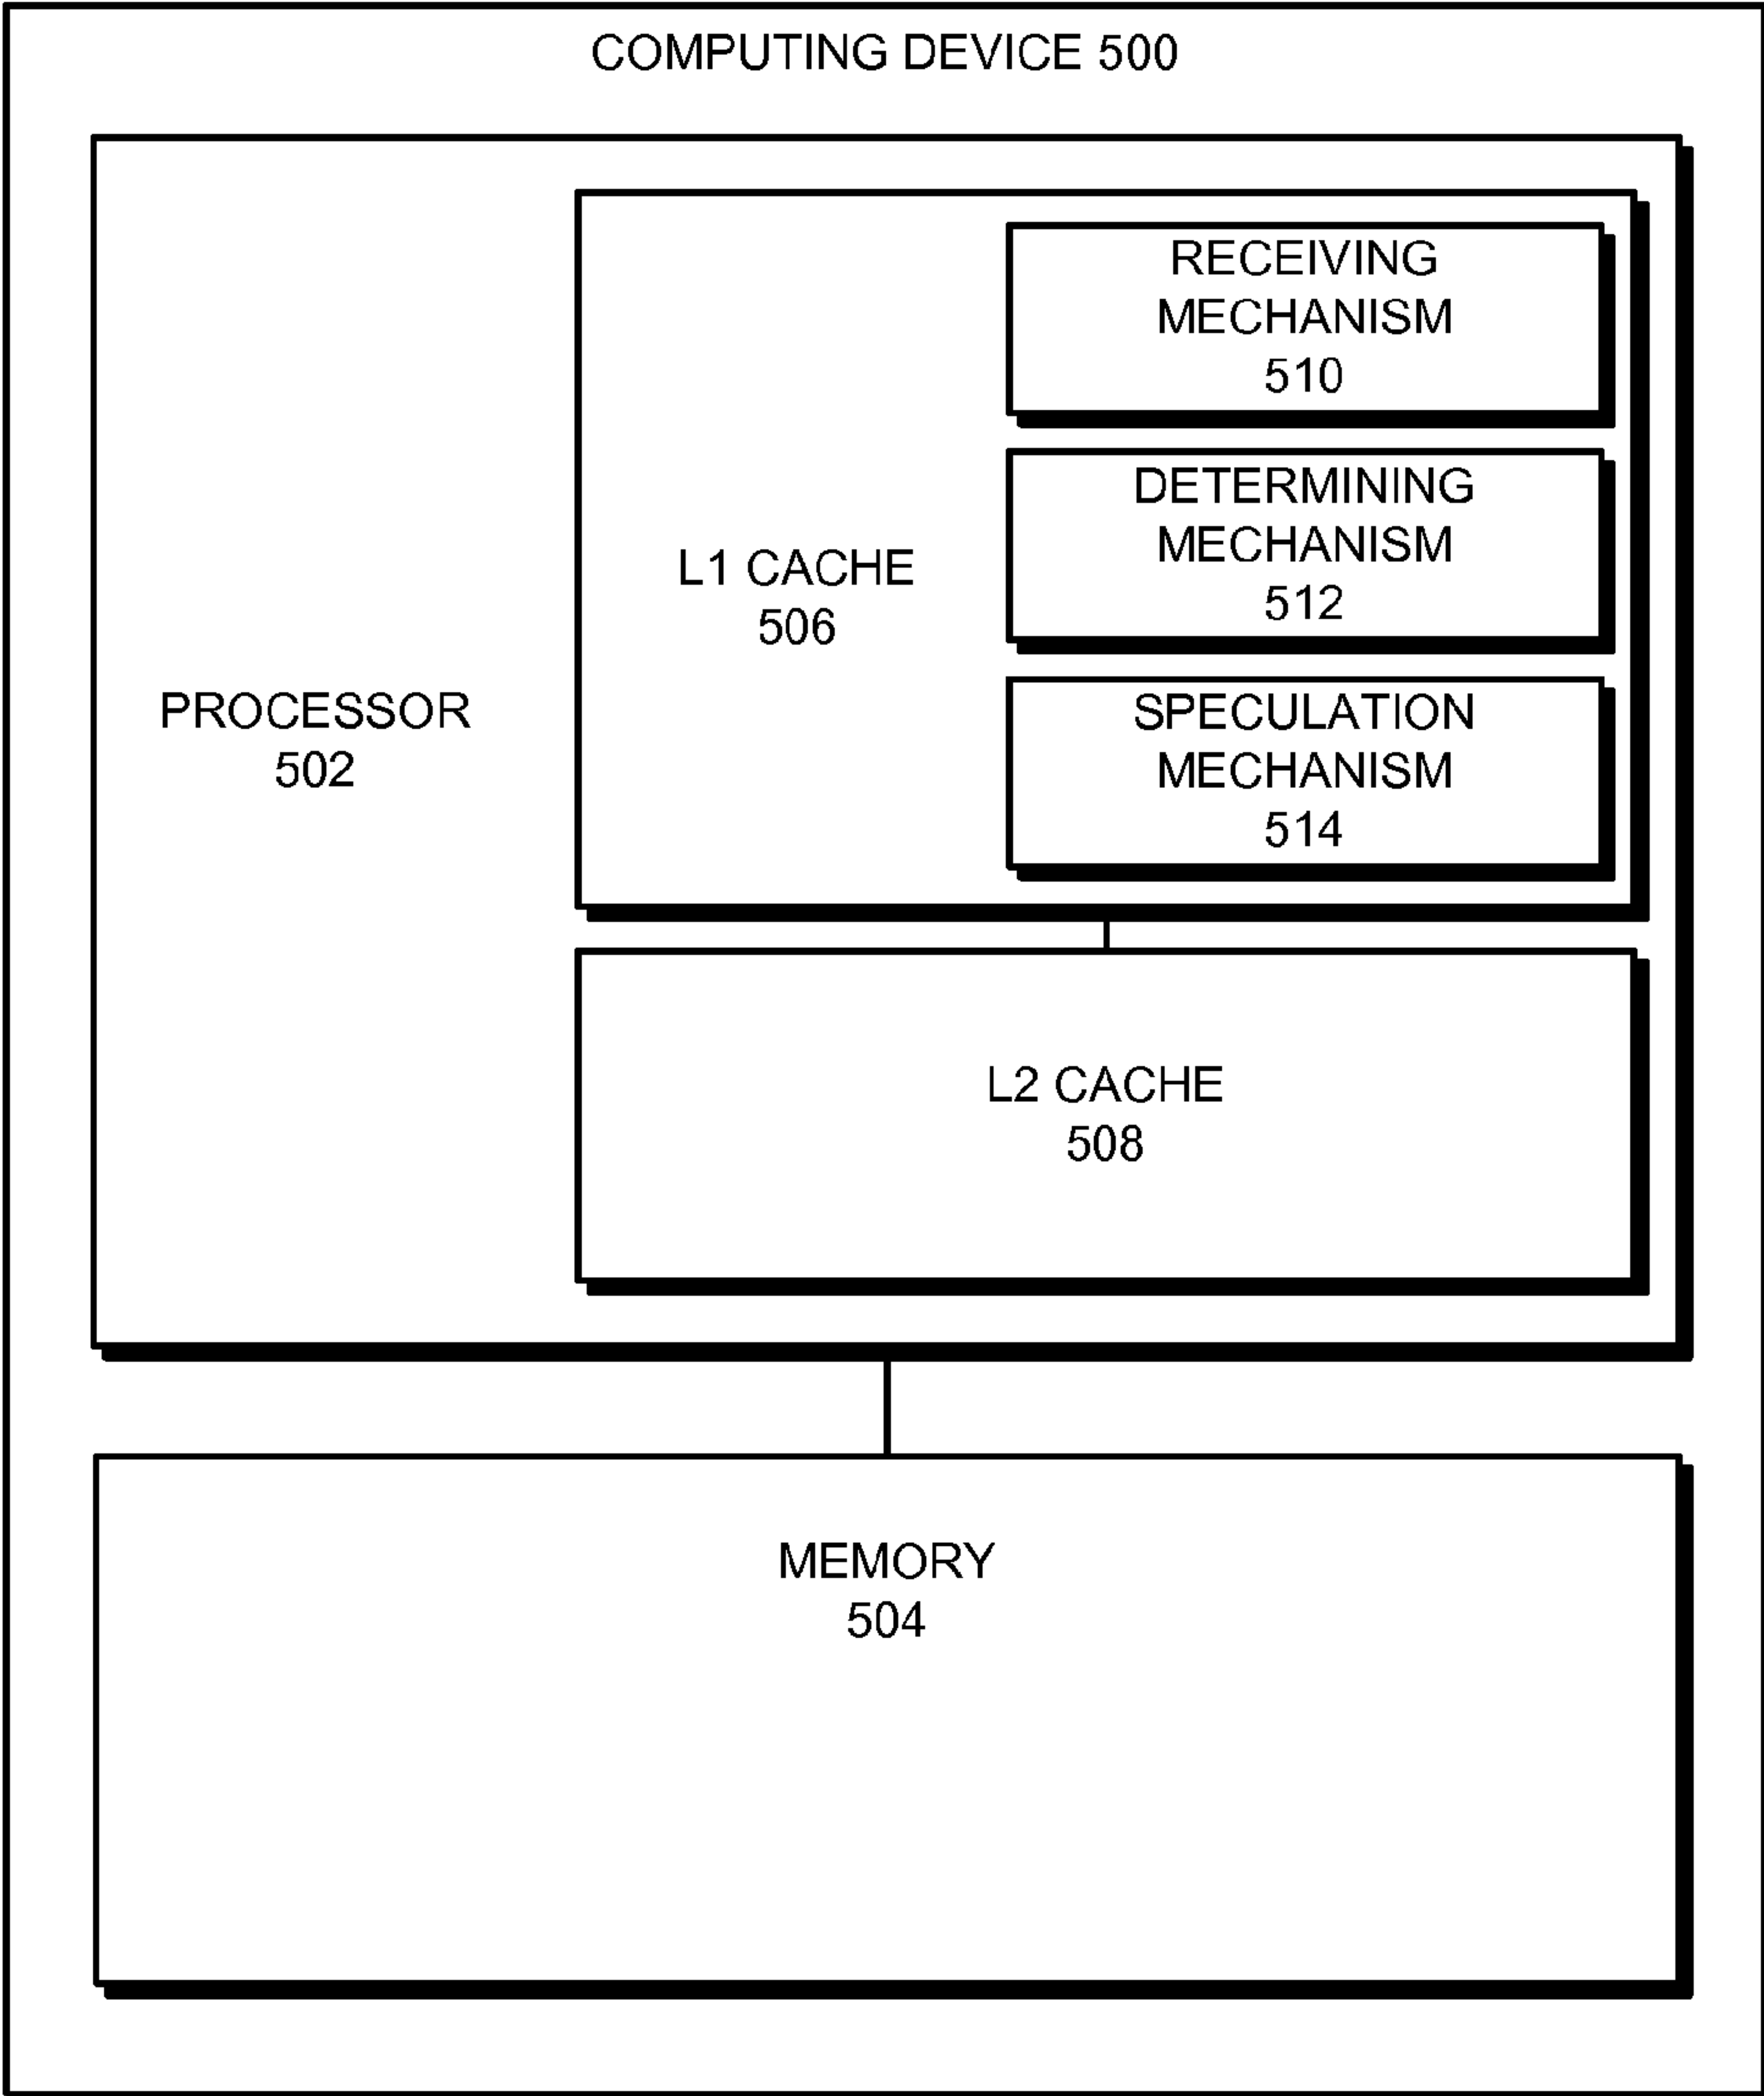 COMPUTING DEVICE 500
RECEIVING
MECHANISM
510
DETERMINING
MECHANISM
512
L1 CACHE
506
SPECULATION
MECHANISM
514
PROCESSOR
502
L2 CACHE
508
MEMORY
504